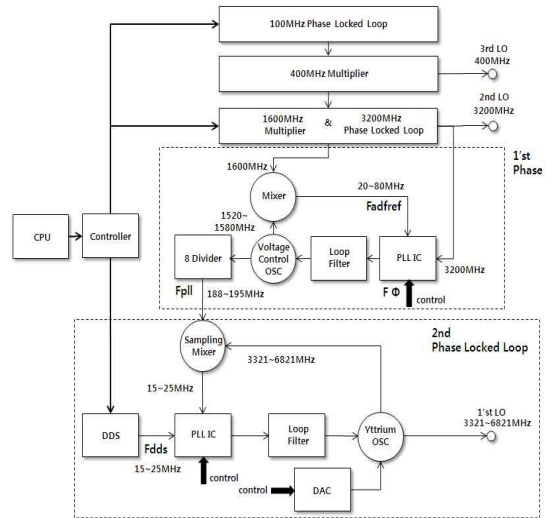 100MHz Phase Locked Loop
3rd LO
400MHz
400MHz Multiplier
2nd LO
3200MHz
1600MHz
Multiplier
&
3200MHz
Phase Locked Loop
1'st
Phase
1600MHz
Mixer
20~80MHz
Fadfref
1520~
1580MHz
CPU
Controller
8 Divider
Voltage
Control
OSC
Loop
Filter
PLL IC
3200MHz
Fpll
188~195MHz
F Φ
control
2nd
Phase Locked Loop
Sampling
Mixer
3321~6821MHz
15~25MHz
1'st LO
3321~6821MHz
DDS
Fdds
15~25MHz
PLL IC
Loop
Filter
Yttrium
OSC
control
control
DAC